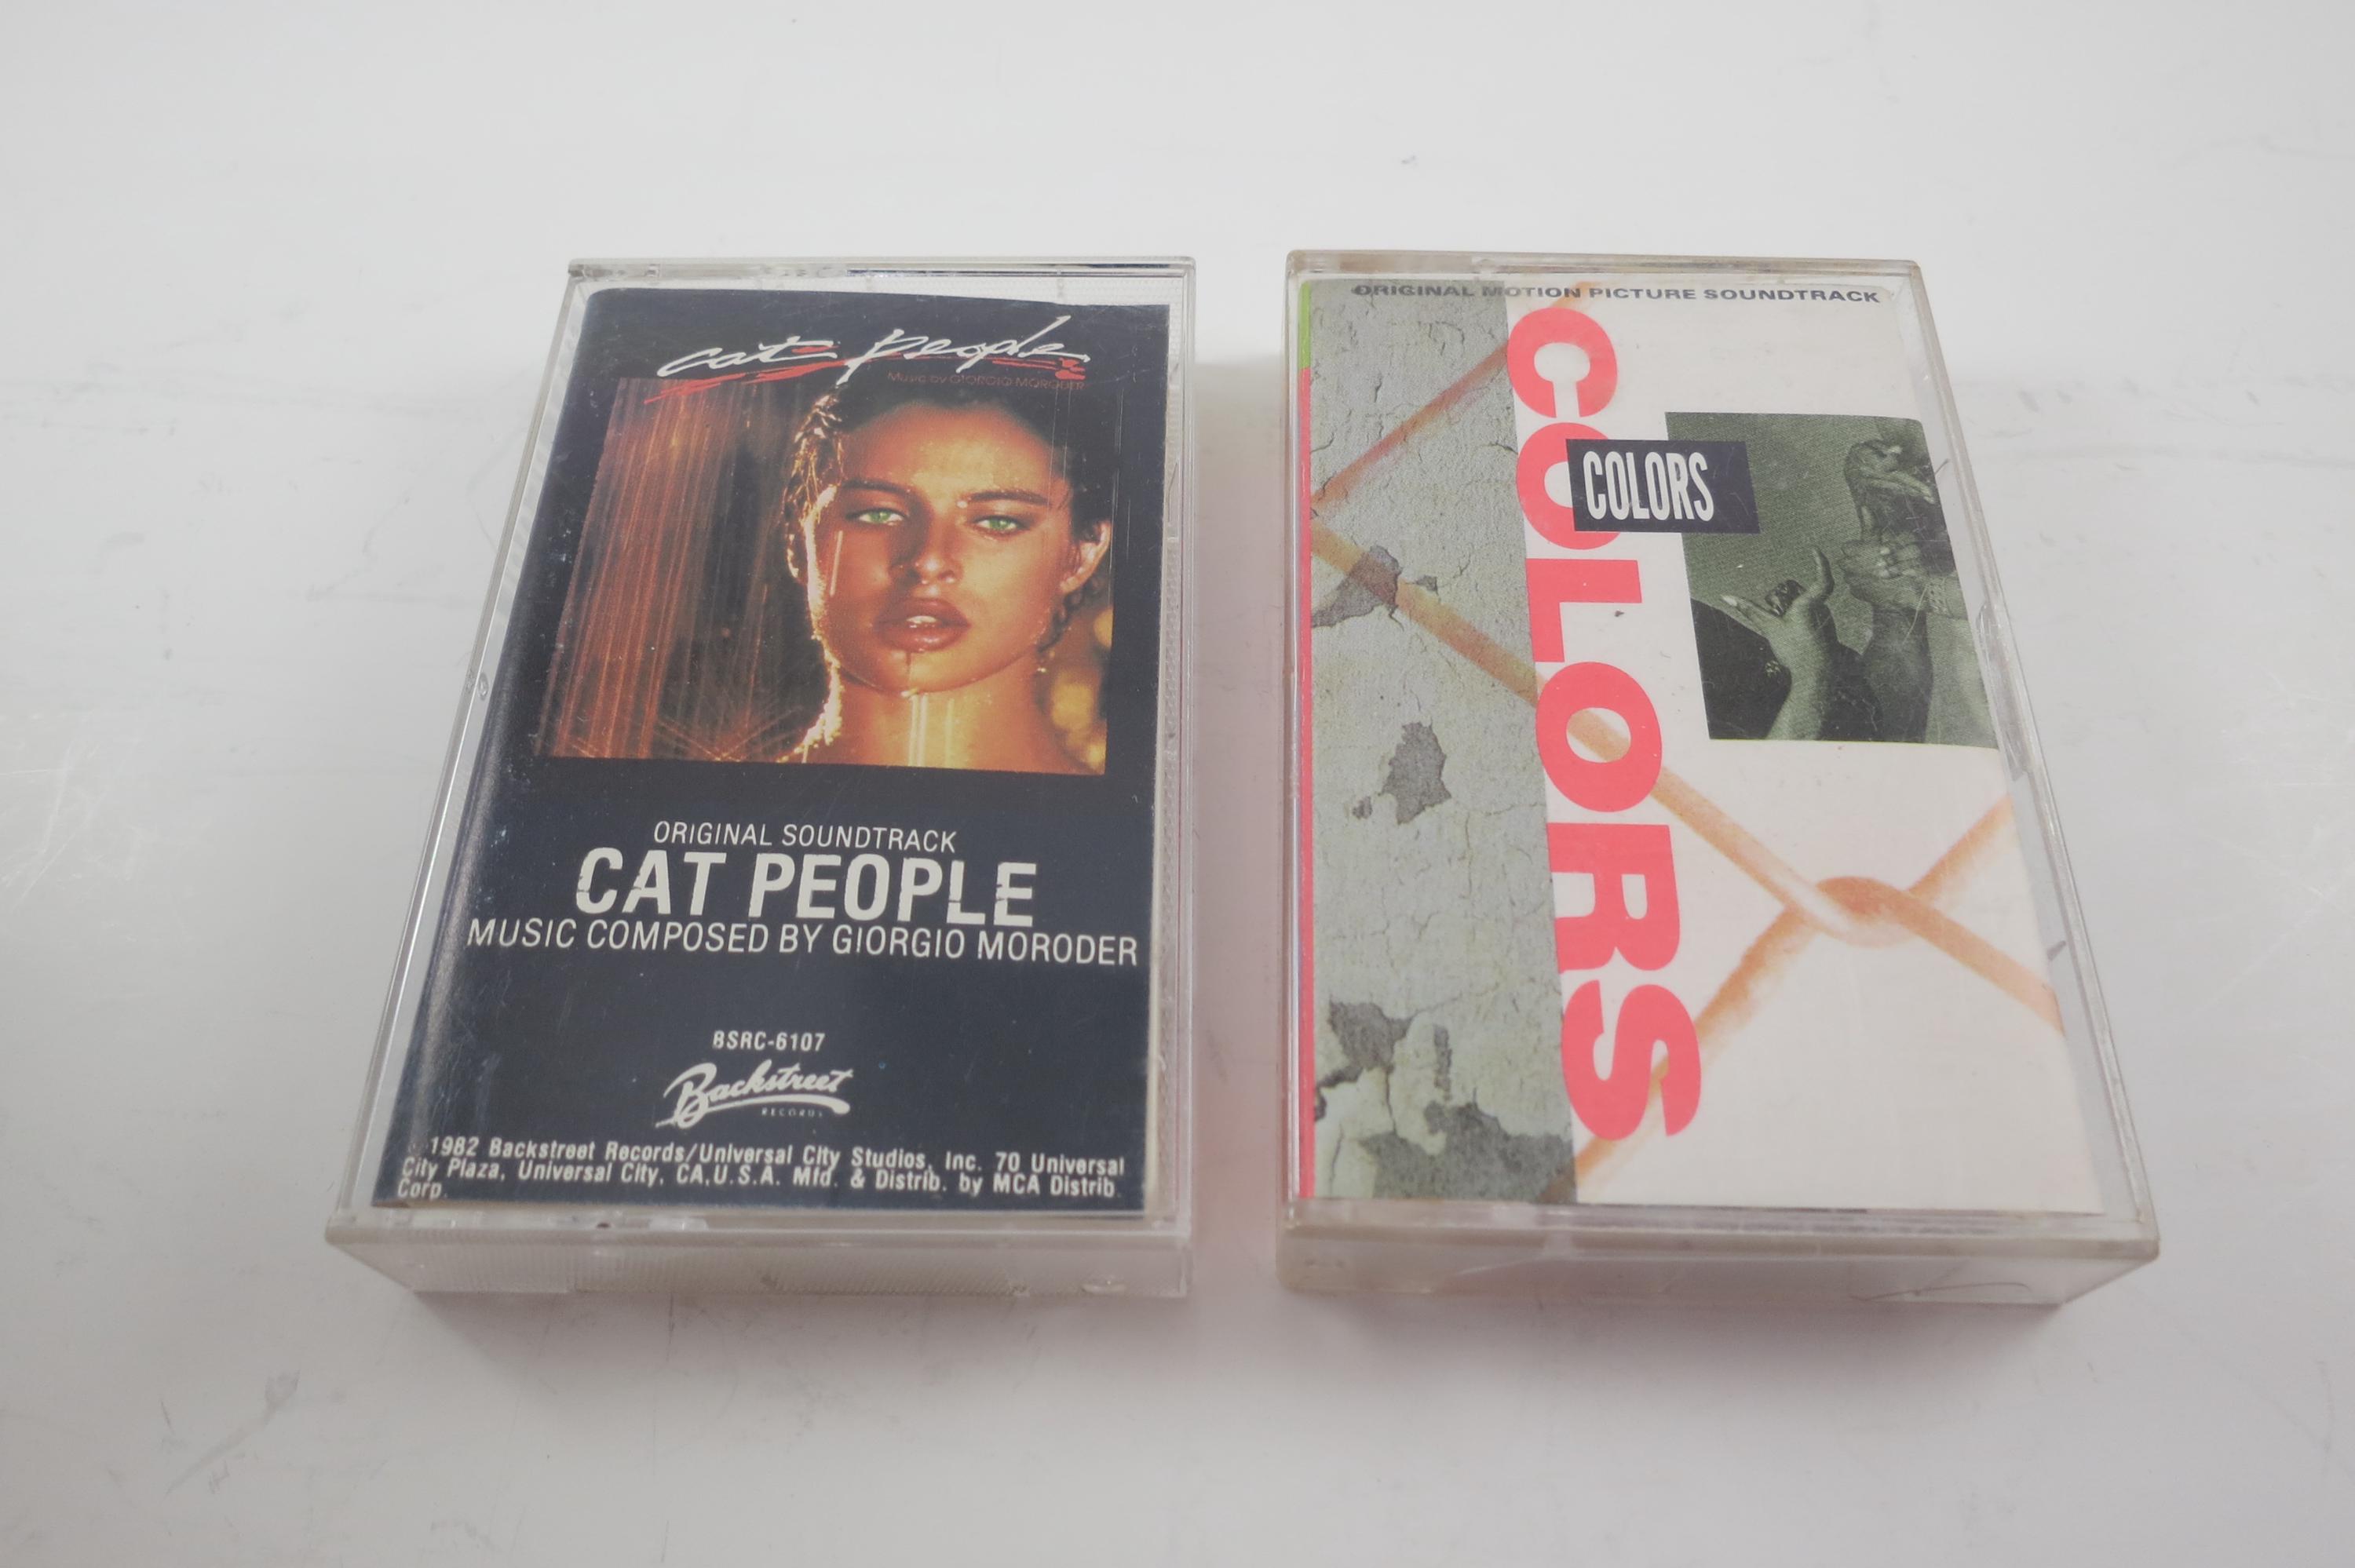 cat people
Music by GIORGIO MORODER
ORIGINAL SOUNDTRACK
CAT PEOPLE
MUSIC COMPOSED BY GIORGIO MORODER
BSRC-6107
Backstreet
RECORDS
1982 Backstreet Records/Universal City Studios, Inc. 70 Universal
City Plaza, Universal City, CA,U.S.A. Mfd. & Distrib. by MCA Distrib.
Corp.
ORIGINAL MOTION PICTURE SOUNDTRACK
COLORS
COLORS